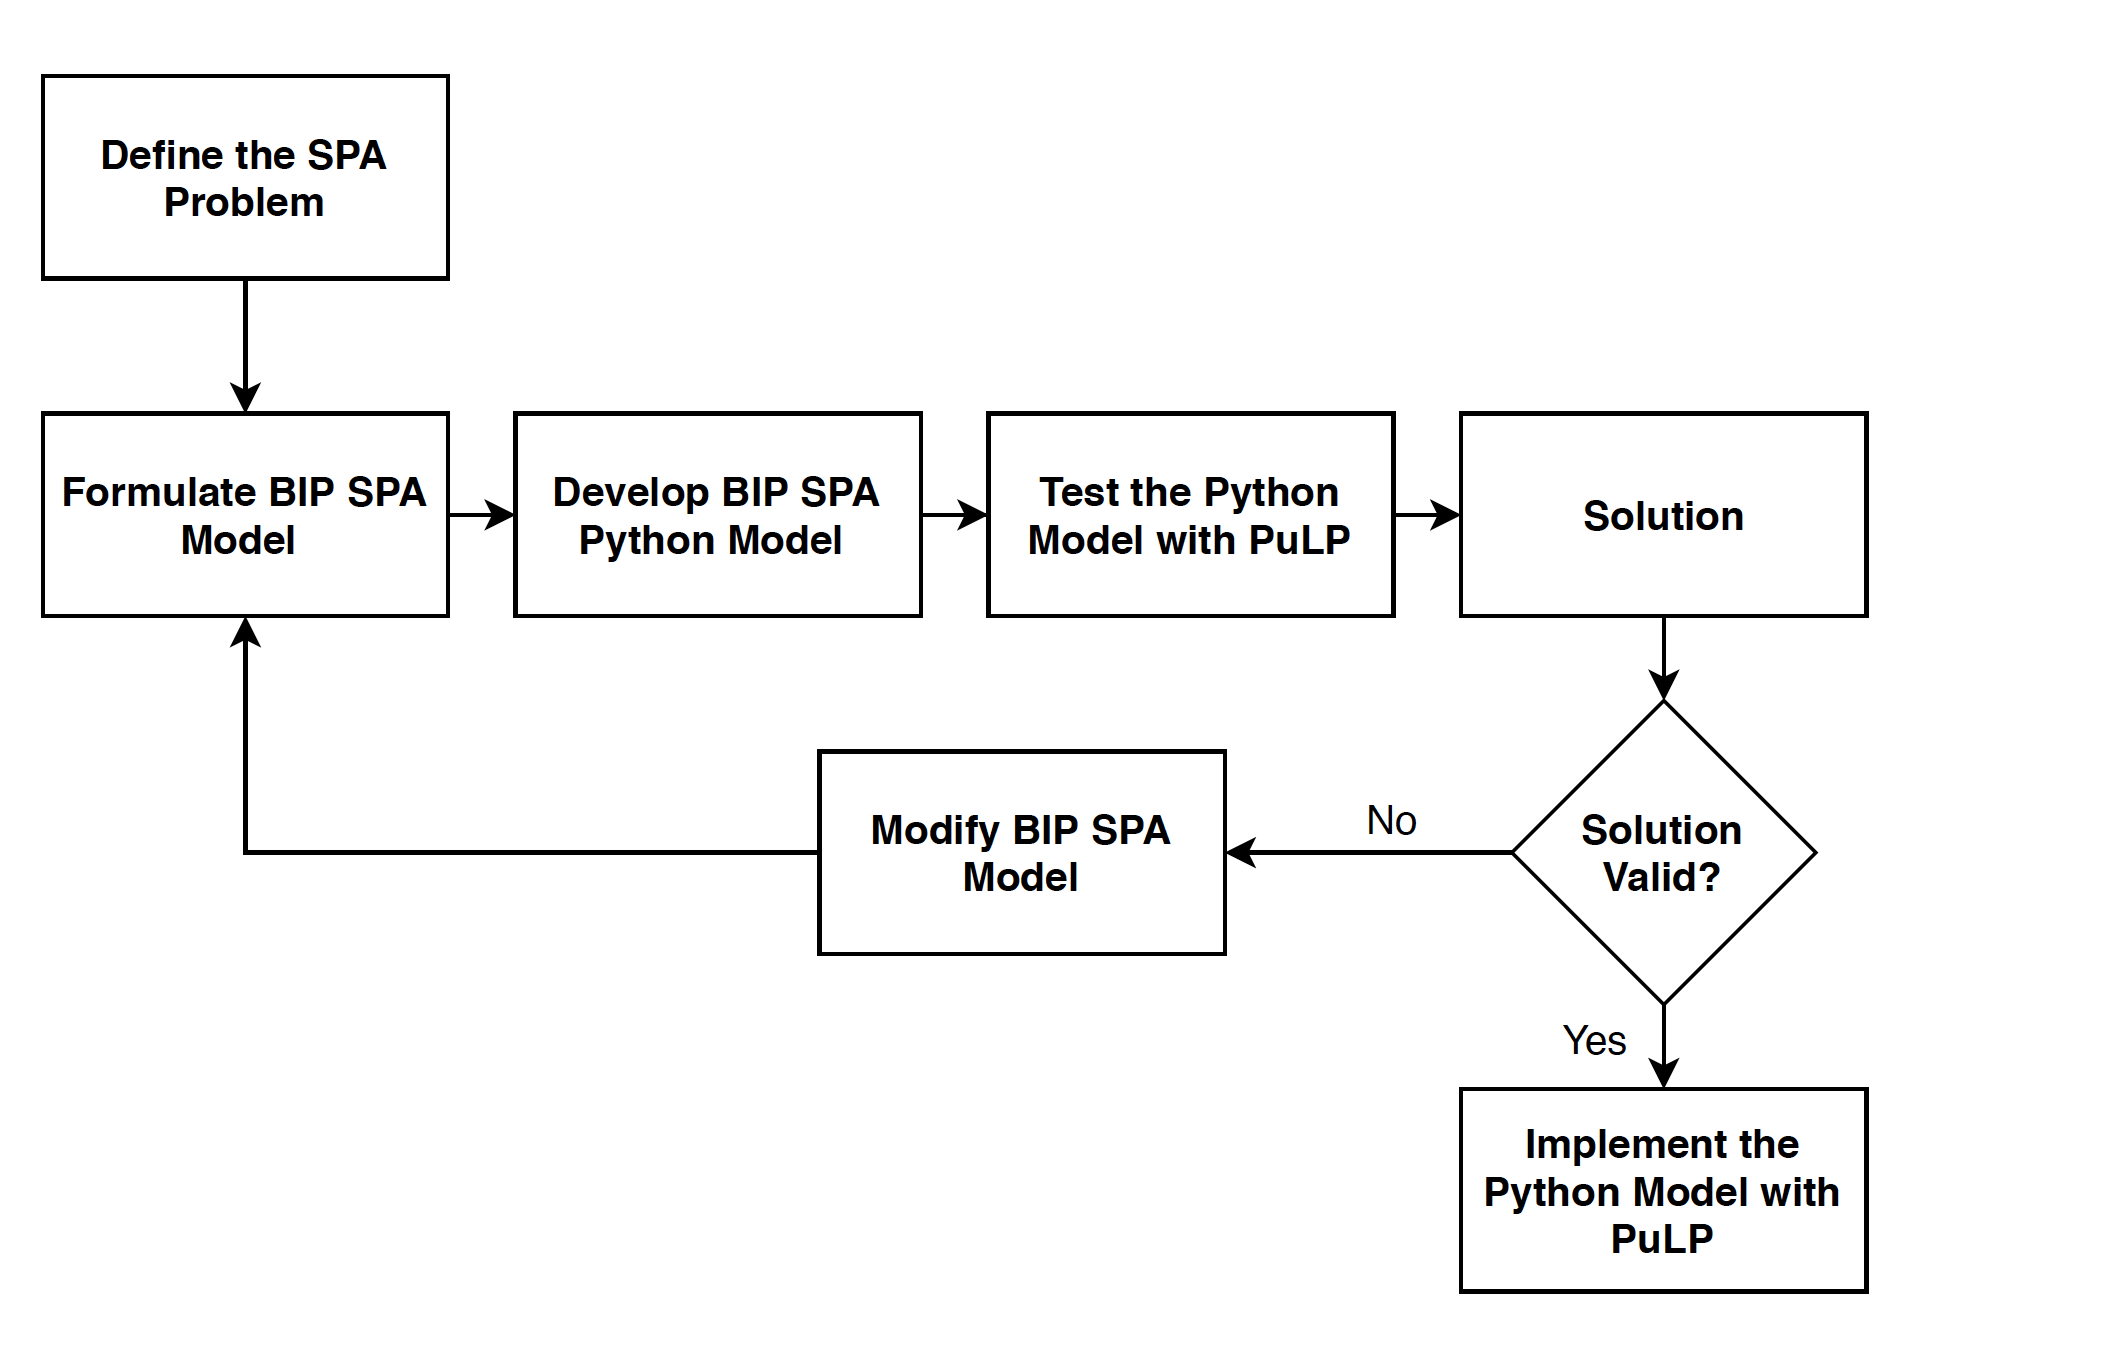 Define the SPA
Problem
Formulate BIP SPA
Model
Develop BIP SPA
Python Model
Test the Python
Model with PuLP
Solution
Solution
Valid?
No
Modify BIP SPA
Model
Yes
Implement the
Python Model with
PuLP